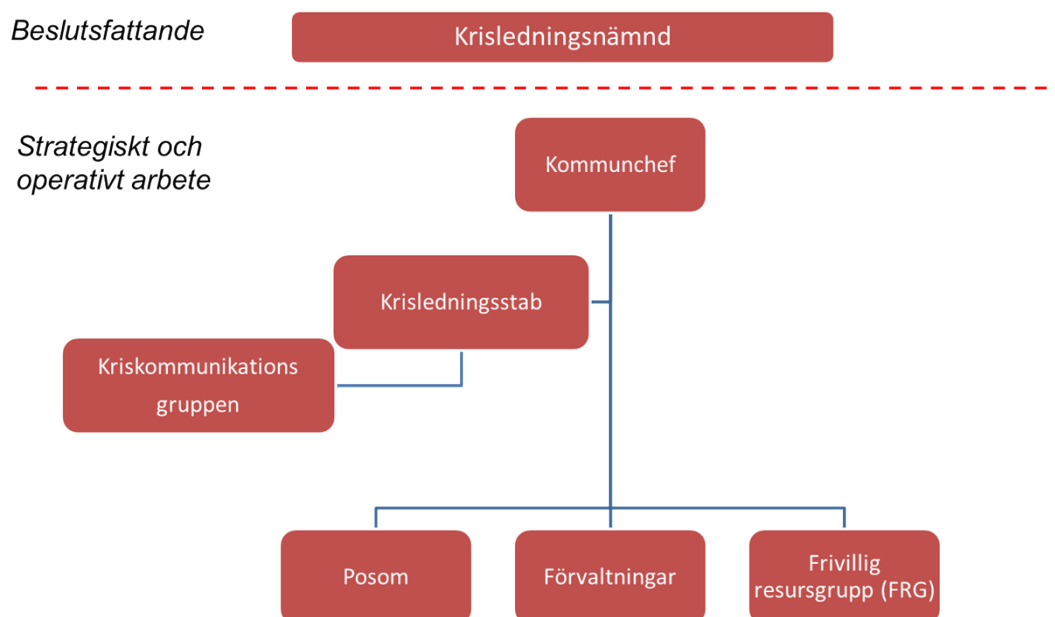 Beslutsfattande
Krisledningsnämnd
Strategiskt och
operativt arbete
Kommunchef
Krisledningsstab
Kriskommunikations
gruppen
Posom
Förvaltningar
Frivillig
resursgrupp (FRG)